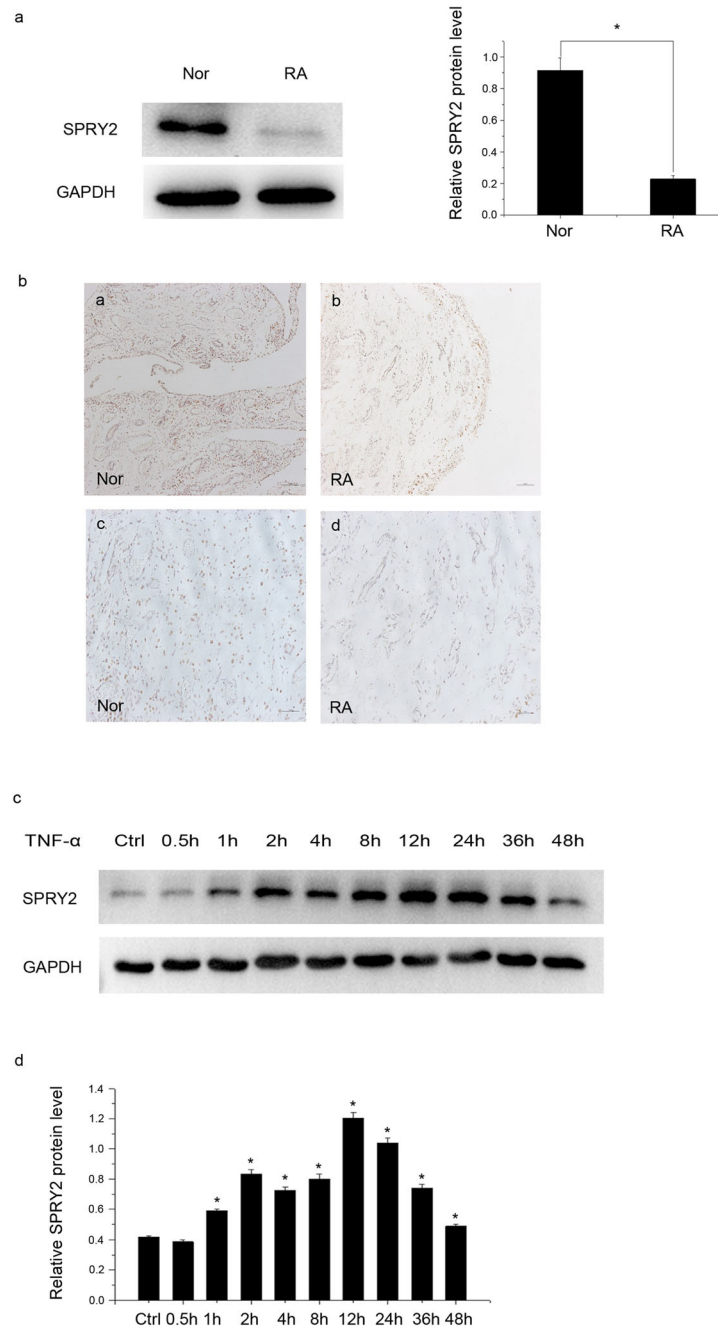 a
Nor RA
SPRY2
GAPDH
Relative SPRY2 protein level
1.0
0.8
0.6
0.4
0.2
0.0
*
Nor RA
b
a
Nor
b
RA
c
Nor
d
RA
c
TNF-α Ctrl 0.5h 1h 2h 4h 8h 12h 24h 36h 48h
SPRY2
GAPDH
d
Relative SPRY2 protein level
1.4
1.2
1.0
0.8
0.6
0.4
0.2
0.0
* * * * * * * *
Ctrl 0.5h 1h 2h 4h 8h 12h 24h 36h 48h